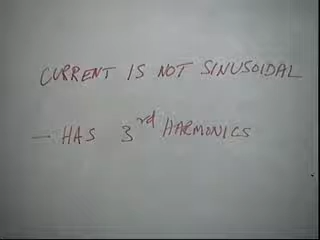 CURRENT IS NOT SINUSOIDAL
— HAS 3rd HARMONICS